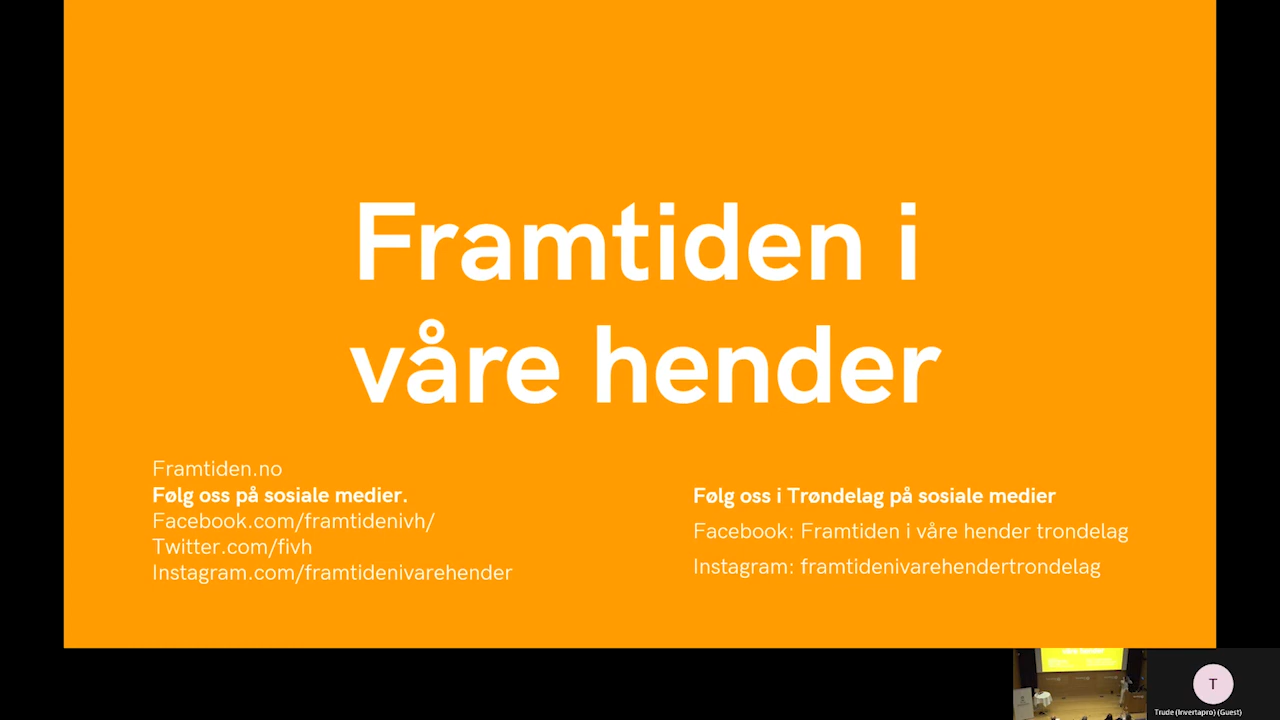 Framtiden i
våre hender
Framtiden.no
Følg oss på sosiale medier.
Facebook.com/framtidenivh/
Twitter.com/fivh
Instagram.com/framtidenivarehender
Følg oss i Trøndelag på sosiale medier
Facebook: Framtiden i våre hender trondelag
Instagram: framtidenivarehendertrondelag
T
Trude (Invertapro) (Guest)